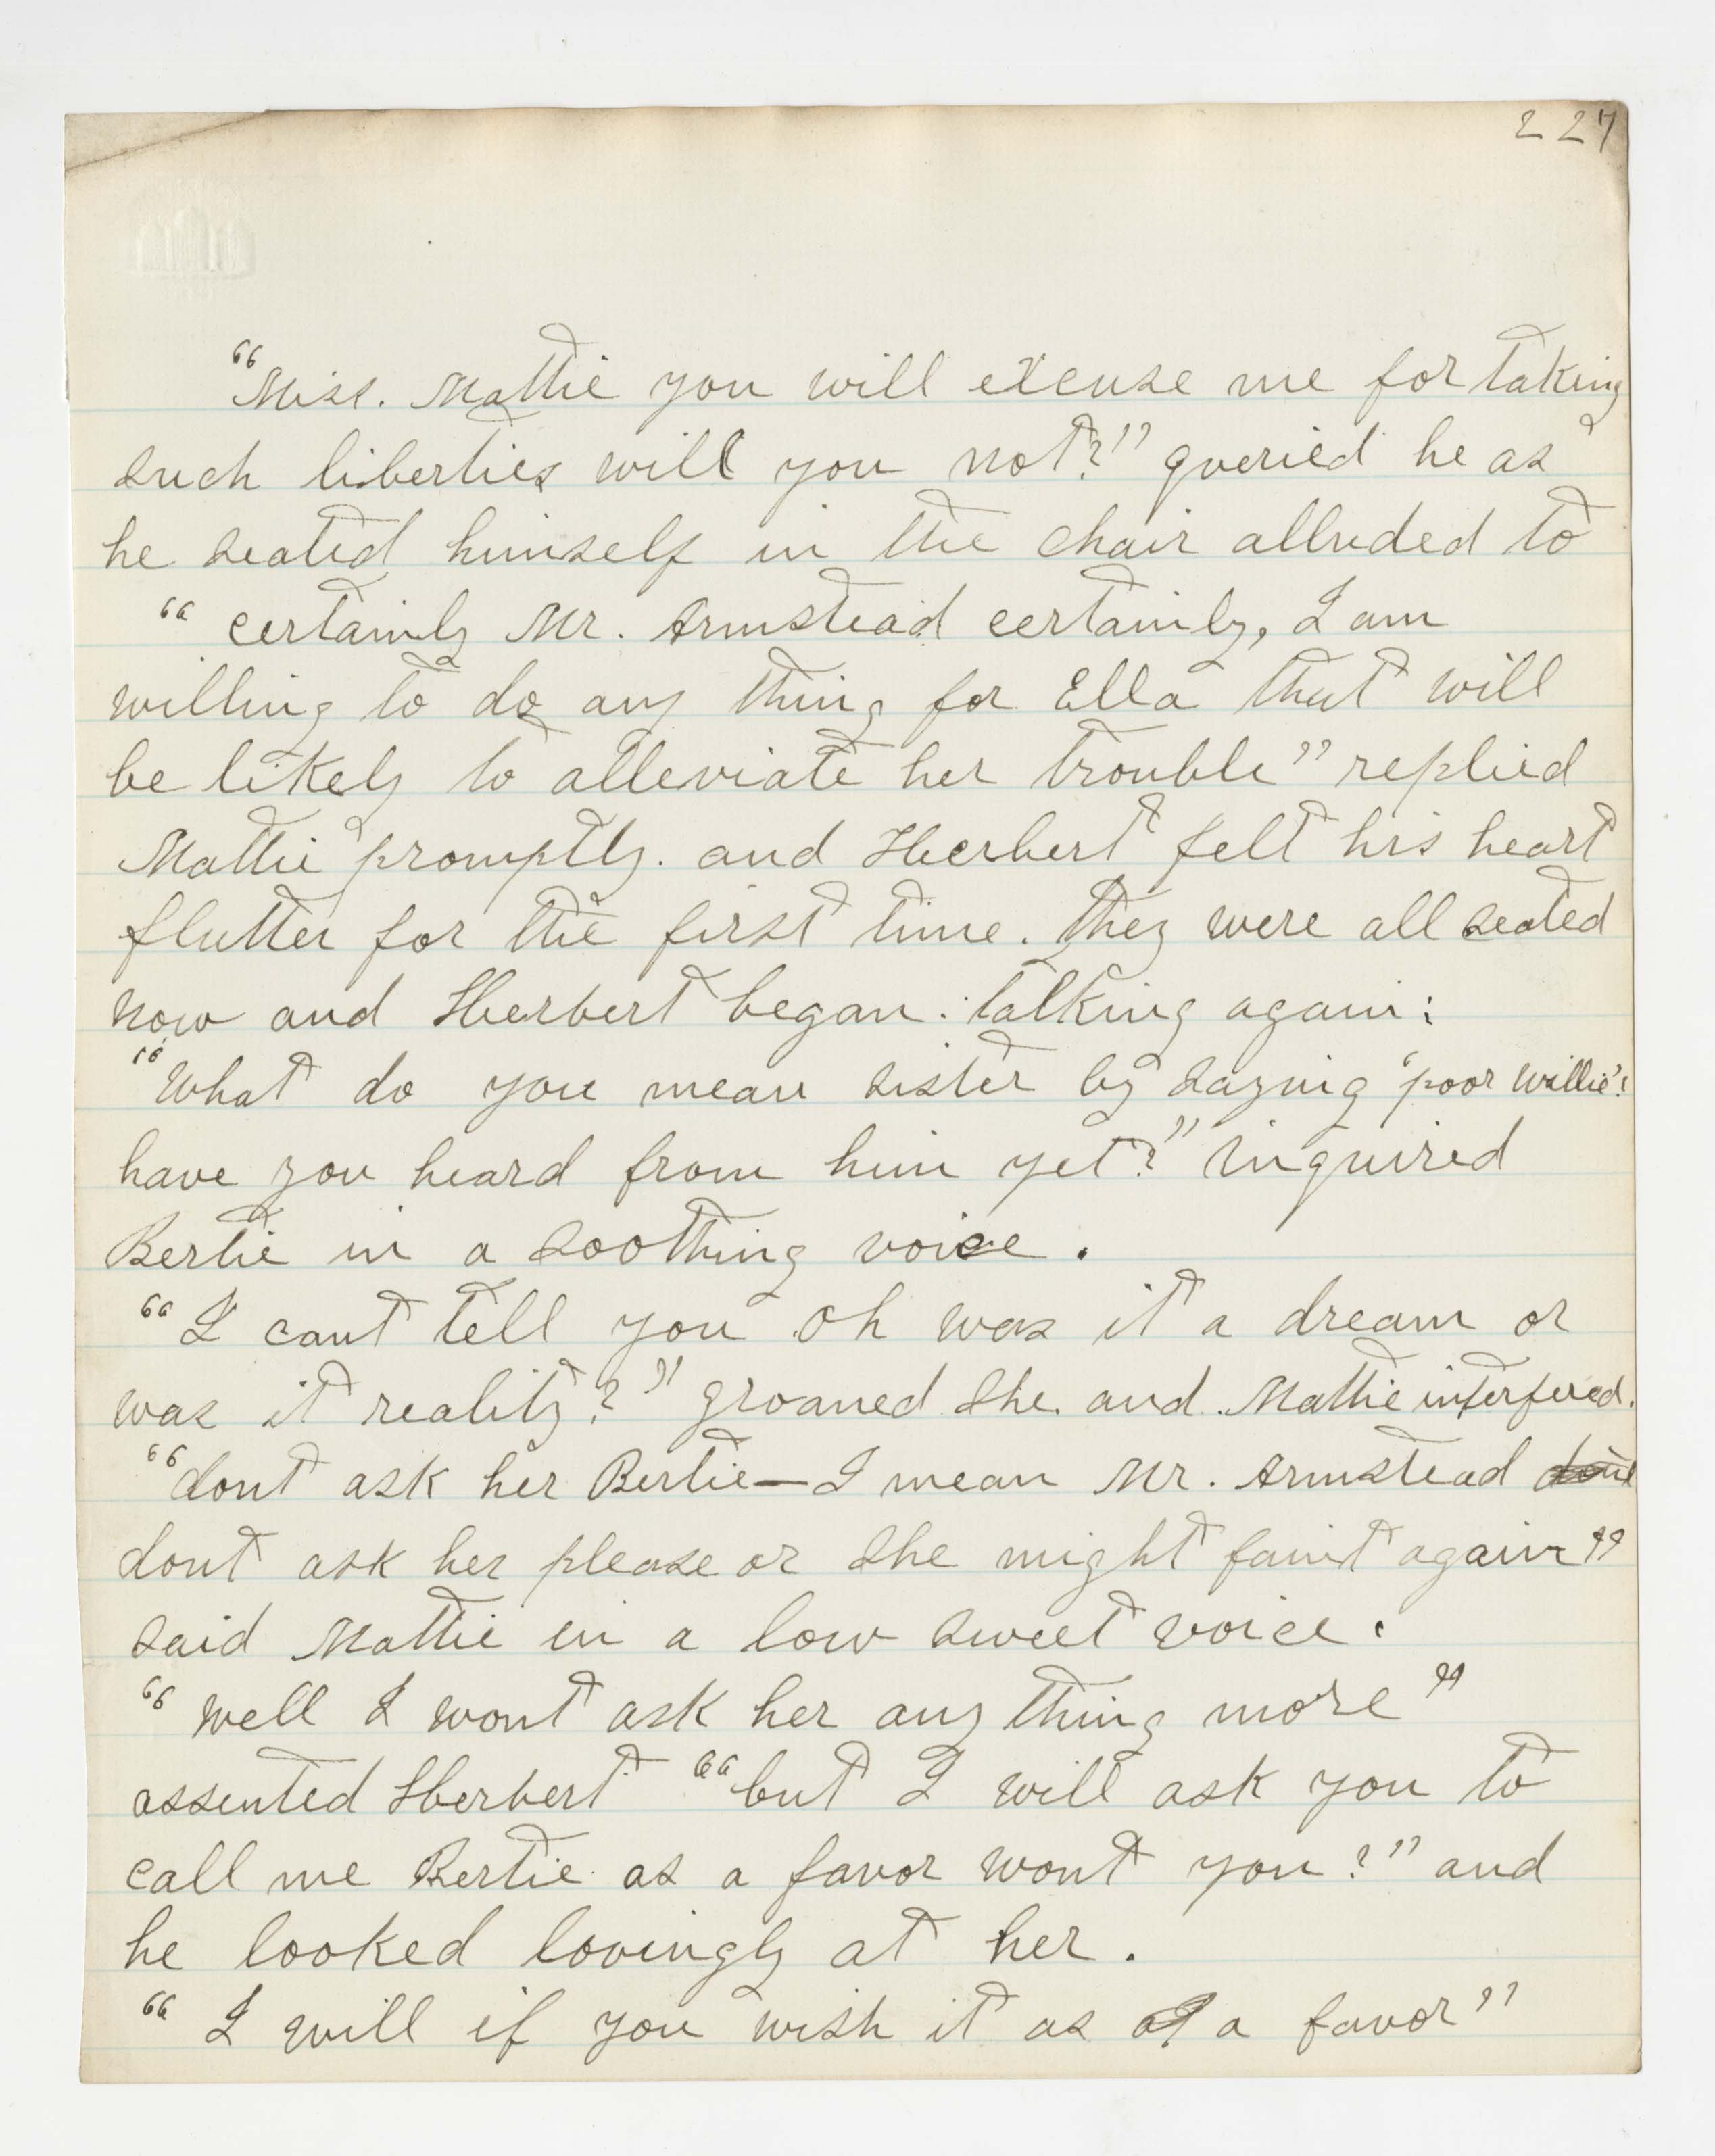 227
"Miss. Mattie you will excuse me for taking
such liberties will you not?" queried he as
he seated himself in the chair alluded to
"certainly Mr. Armstead certainly, I am
willing to do any thing for Ella that will
be likely to alleviate her trouble" replied
Mattie promptly. and Herbert felt his heart
flutter for the first time. they were all seated
now and Herbert began talking again:
"What do you mean sister by saying 'poor Willie'!
have you heard from him yet?" inquired
Bertie in a soothing voice.
"I cant tell you oh was it a dream or
was it reality?" groaned she. and Mattie interfered.
"dont ask her Bertie—I mean Mr. Armstead
dont ask her please or she might faint again"
said Mattie in a low sweet voice.
"well I wont ask her any thing more"
assented Herbert "but I will ask you to
call me Bertie as a favor wont you?" and
he looked lovingly at her.
"I will if you wish it as a favor"